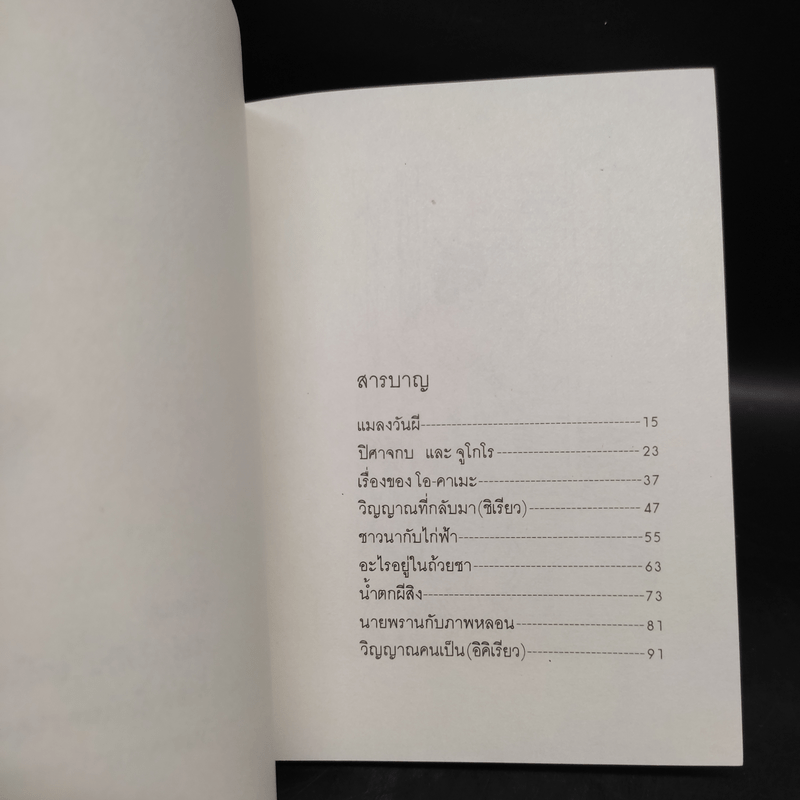 สารบาญ
แมลงวันผี 15
ปิศาจกบ และ จูโกโร 23
เรื่องของ โอ-คาเมะ 37
วิญญาณที่กลับมา(ชิเรียว) 47
ชาวนากับไก่ฟ้า 55
อะไรอยู่ในถ้วยชา 63
น้ำตกผีสิง 73
นายพรานกับภาพหลอน 81
วิญญาณคนเป็น(อิคิเรียว) 91